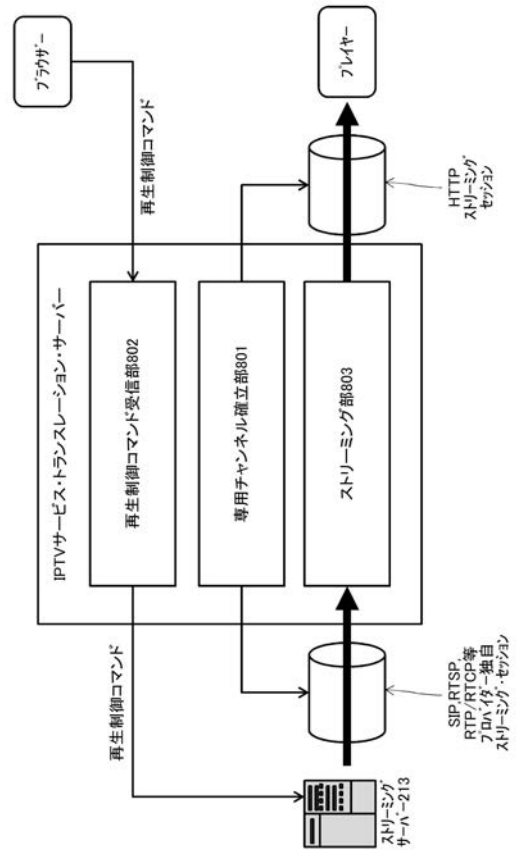 ブラウザー
再生制御コマンド
IPTVサービス・トランスレーション・サーバー
再生制御コマンド受信部802
再生制御コマンド
専用チャンネル確立部801
ストリーミング部803
プレイヤー
HTTP
ストリーミング
セッション
SIP,RTSP,
RTP/RTCP等
プロバイダー独自
ストリーミング・セッション
ストリーミング
サーバー213